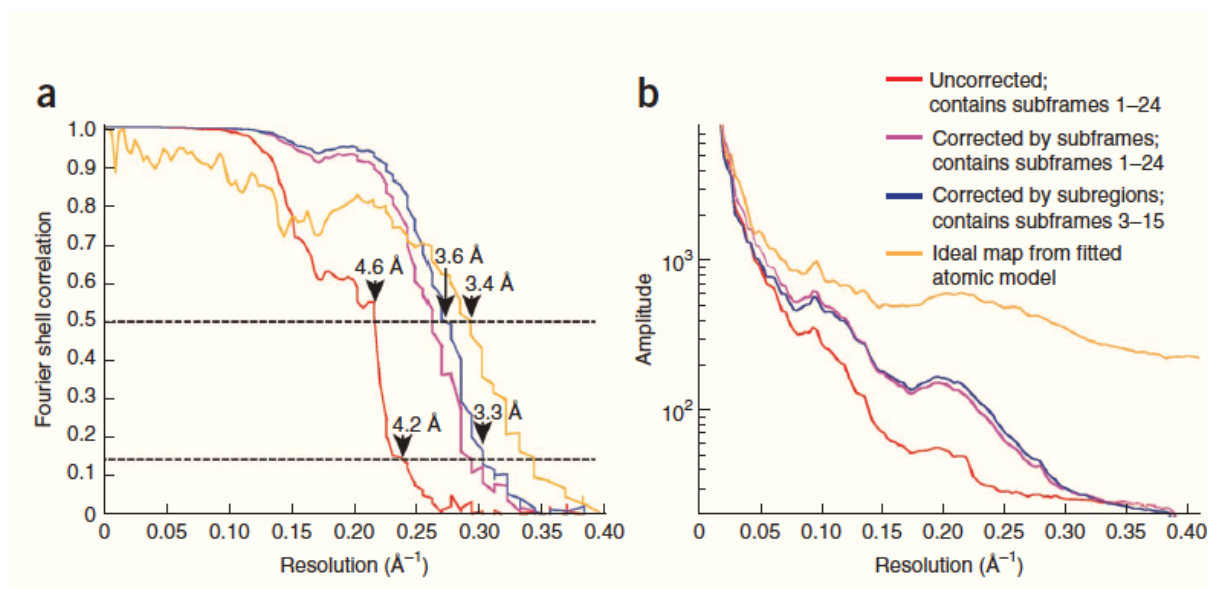 a
1.0
0.9
0.8
0.7
0.6
0.5
0.4
0.3
0.2
0.1
0
Fourier shell correlation
4.6 Å
3.6 Å
3.4 Å
4.2 Å
3.3 Å
0 0.05 0.10 0.15 0.20 0.25 0.30 0.35 0.40
Resolution (Å⁻¹)
b
Uncorrected;
contains subframes 1–24
Corrected by subframes;
contains subframes 1–24
Corrected by subregions;
contains subframes 3–15
Ideal map from fitted
atomic model
10³
10²
Amplitude
0 0.05 0.10 0.15 0.20 0.25 0.30 0.35 0.40
Resolution (Å⁻¹)